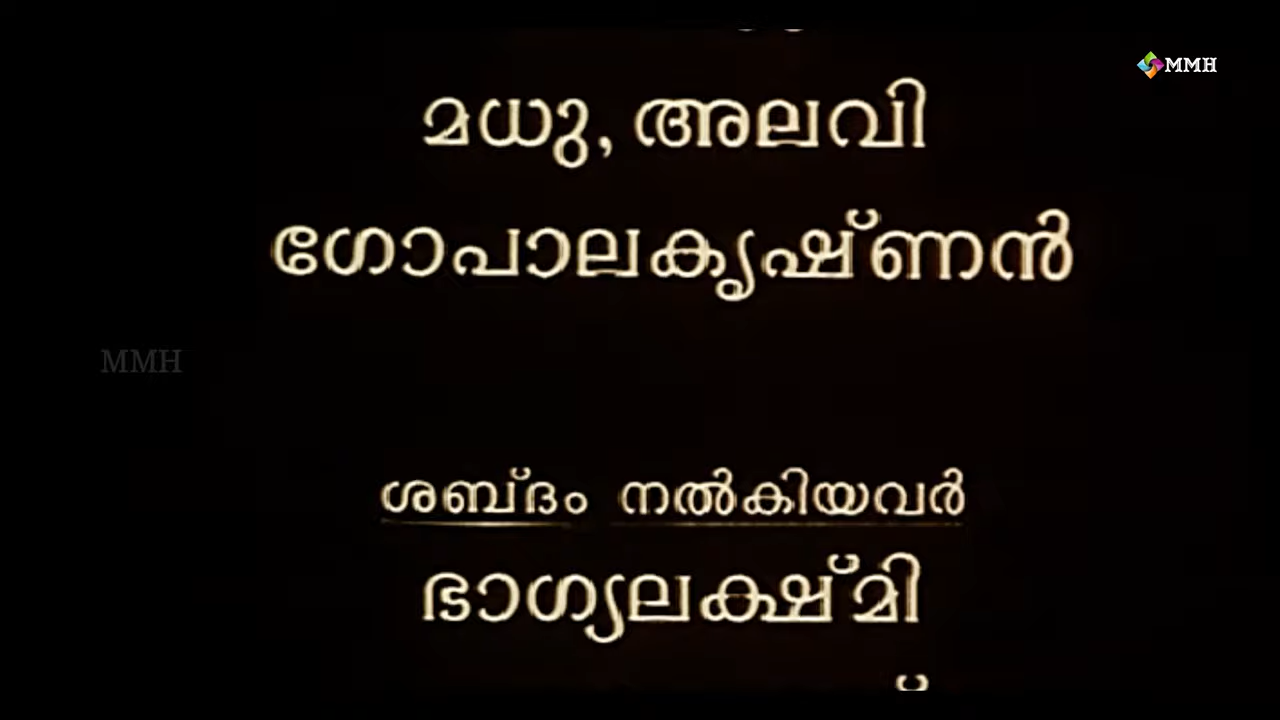 MMH
മധു, അലവി
ഗോപാലകൃഷ്ണൻ
MMH
ശബ്ദം നൽകിയവർ
ഭാഗ്യലക്ഷ്മി